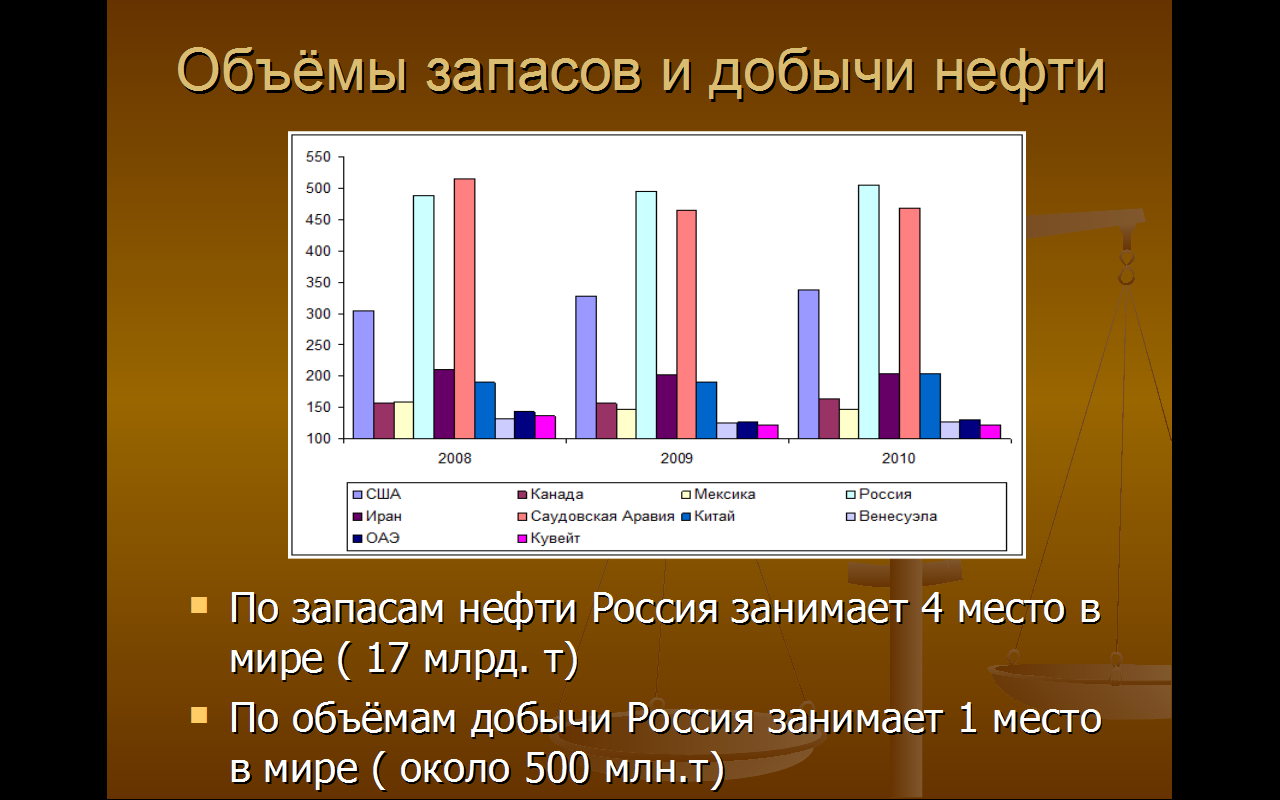 Объёмы запасов и добычи нефти
550
500
450
400
350
300
250
200
150
100
2008 2009 2010
США Канада Мексика Россия
Иран Саудовская Аравия Китай Венесуэла
ОАЭ Кувейт
По запасам нефти Россия занимает 4 место в
мире ( 17 млрд. т)
По объёмам добычи Россия занимает 1 место
в мире ( около 500 млн.т)